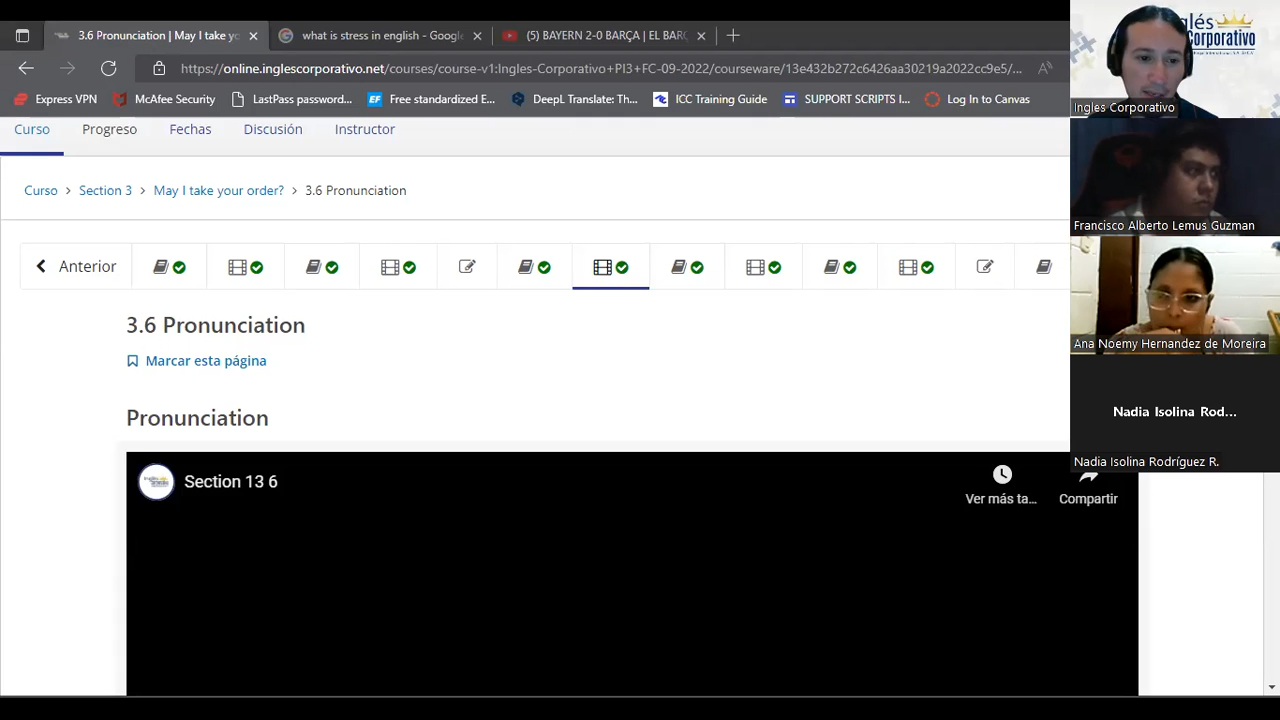 3.6 Pronunciation | May I take yo
what is stress in english - Google
(5) BAYERN 2-0 BARÇA | EL BAR
https://online.inglescorporativo.net/courses/course-v1:Ingles-Corporativo+PI3+FC-09-2022/courseware/13e432b272c6426aa30219a2022cc9e5/...
Express VPN
McAfee Security
LastPass password...
Free standardized E...
DeepL Translate: Th...
ICC Training Guide
SUPPORT SCRIPTS I...
Log In to Canvas
Curso Progreso Fechas Discusión Instructor
Curso > Section 3 > May I take your order? > 3.6 Pronunciation
Anterior
3.6 Pronunciation
Marcar esta página
Pronunciation
Section 13 6
Ver más ta...
Compartir
Inglés
Corporativo
Ingles Corporativo
Francisco Alberto Lemus Guzman
Ana Noemy Hernandez de Moreira
Nadia Isolina Rod...
Nadia Isolina Rodríguez R.